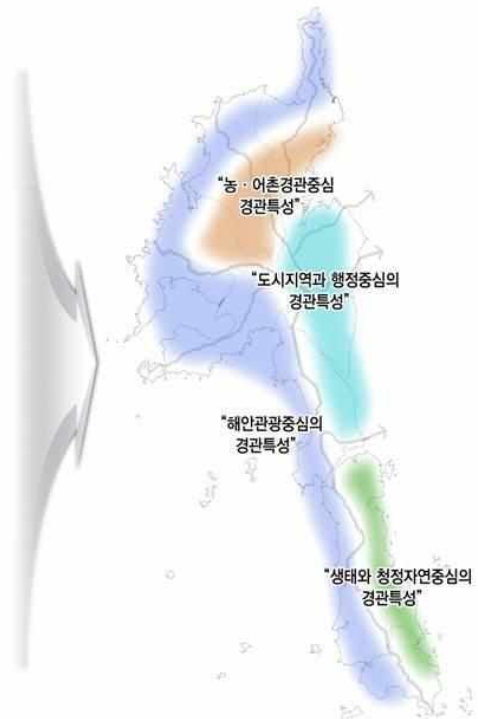 “농 · 어촌경관중심
경관특성”
“도시지역과 행정중심의
경관특성”
“해안관광중심의
경관특성”
“생태와 청정자연중심의
경관특성”